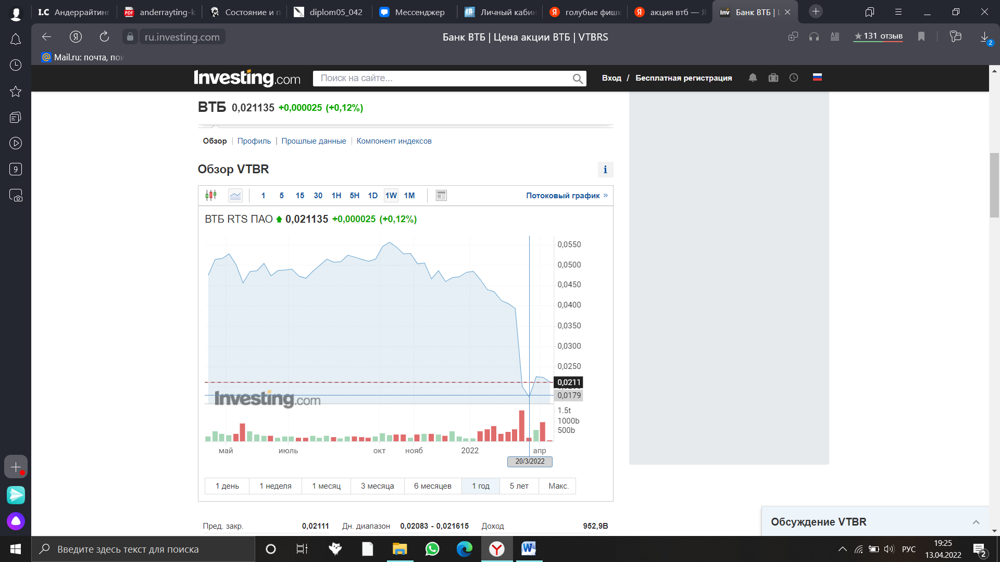 I.C Андеррайтинг
anderrayting-k
Состояние и п
diplom05_042
Мессенджер
Личный кабин
голубые фишк
акция втб — Я
Inv Банк ВТБ | L
ru.investing.com
Банк ВТБ | Цена акции ВТБ | VTBRS
★131 отзыв
2
Mail.ru: почта, пои
Investing.com
Поиск на сайте...
Вход / Бесплатная регистрация
ВТБ 0,021135 +0,000025 (+0,12%)
Обзор | Профиль | Прошлые данные | Компонент индексов
Обзор VTBR
i
1 5 15 30 1H 5H 1D 1W 1M
Потоковый график »
ВТБ RTS ПАО 0,021135 +0,000025 (+0,12%)
0,0550
0,0500
0,0450
0,0400
0,0350
0,0300
0,0250
0,0211
0,0179
Investing.com
1.5t
1000b
500b
май июль окт нояб 2022 апр
20/3/2022
1 день 1 неделя 1 месяц 3 месяца 6 месяцев 1 год 5 лет Макс.
Пред. закр. 0,02111 Дн. диапазон 0,02083 - 0,021615 Доход 952,9B
Обсуждение VTBR
9
PDF
Введите здесь текст для поиска
РУС
19:25
13.04.2022
2